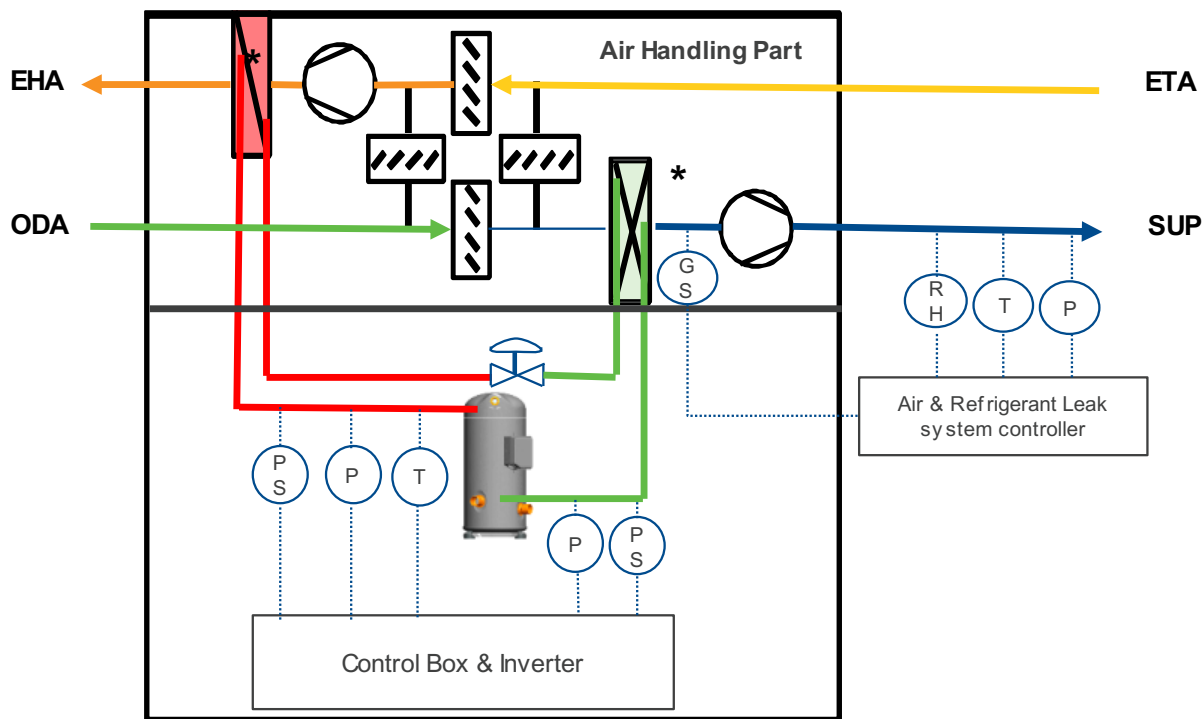 Air Handling Part
*
EHA
ETA
*
ODA
SUP
G
S
R
H
T
P
Air & Refrigerant Leak
system controller
P
S
P
T
P
P
S
Control Box & Inverter